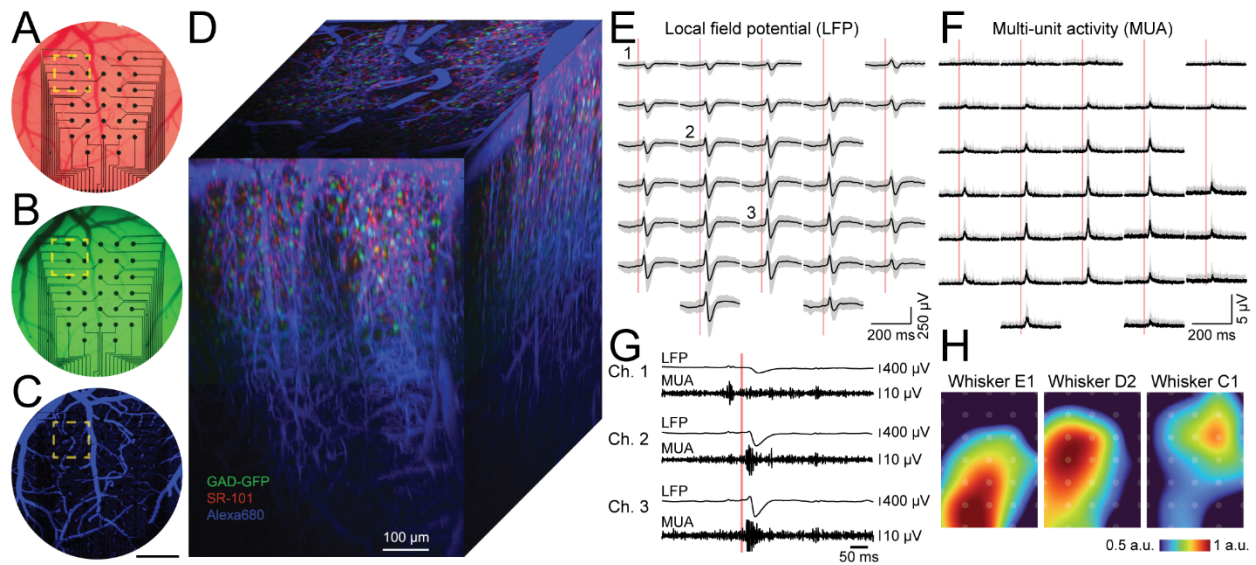 A
B
C
D
GAD-GFP
SR-101
Alexa680
100 µm
E
Local field potential (LFP)
1
2
3
200 ms
250 µV
F
Multi-unit activity (MUA)
200 ms
5 µV
G
Ch. 1
LFP
400 µV
MUA
10 µV
Ch. 2
LFP
400 µV
MUA
10 µV
Ch. 3
LFP
400 µV
MUA
10 µV
50 ms
H
Whisker E1
Whisker D2
Whisker C1
0.5 a.u.
1 a.u.